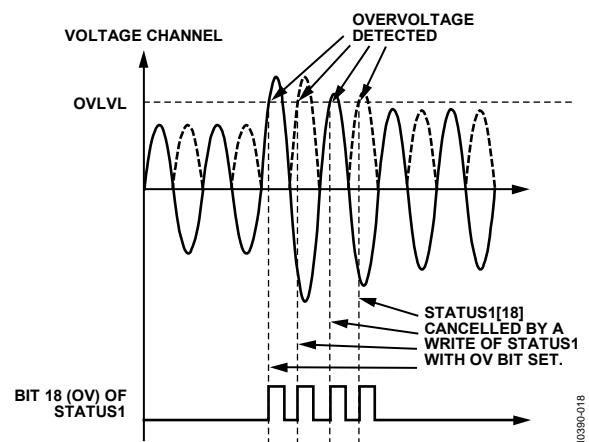 OVERVOLTAGE
DETECTED
VOLTAGE CHANNEL
OVLVL
STATUS1[18]
CANCELLED BY A
WRITE OF STATUS1
WITH OV BIT SET.
BIT 18 (OV) OF
STATUS1
10390-018